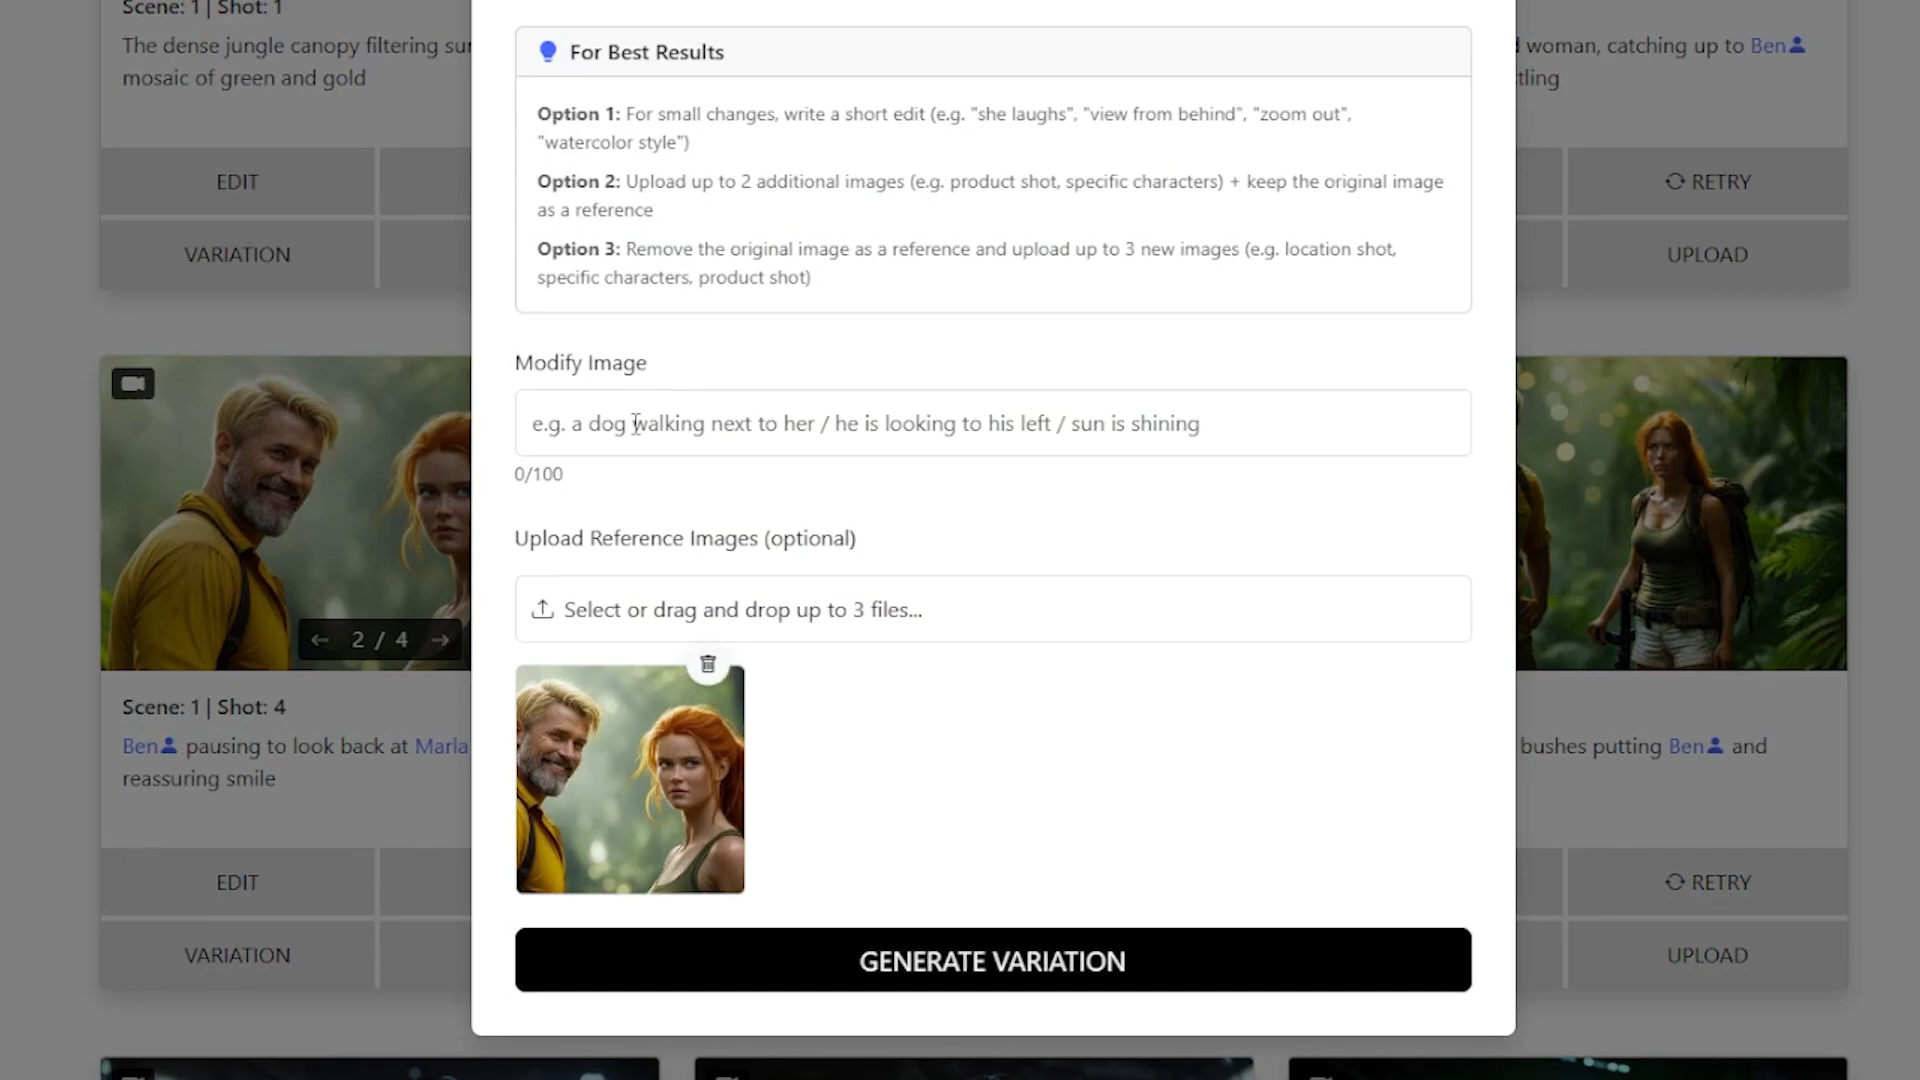 Scene: 1 | Shot: 1
The dense jungle canopy filtering
mosaic of green and gold
EDIT
VARIATION
woman, catching up to Ben
RETRY
UPLOAD
For Best Results
Option 1: For small changes, write a short edit (e.g. "she laughs", "view from behind", "zoom out",
"watercolor style")
Option 2: Upload up to 2 additional images (e.g. product shot, specific characters) + keep the original image
as a reference
Option 3: Remove the original image as a reference and upload up to 3 new images (e.g. location shot,
specific characters, product shot)
Modify Image
e.g. a dog walking next to her / he is looking to his left / sun is shining
0/100
Upload Reference Images (optional)
Select or drag and drop up to 3 files...
GENERATE VARIATION
2 / 4
Scene: 1 | Shot: 4
Ben pausing to look back at Marla
reassuring smile
EDIT
VARIATION
bushes putting Ben and
RETRY
UPLOAD